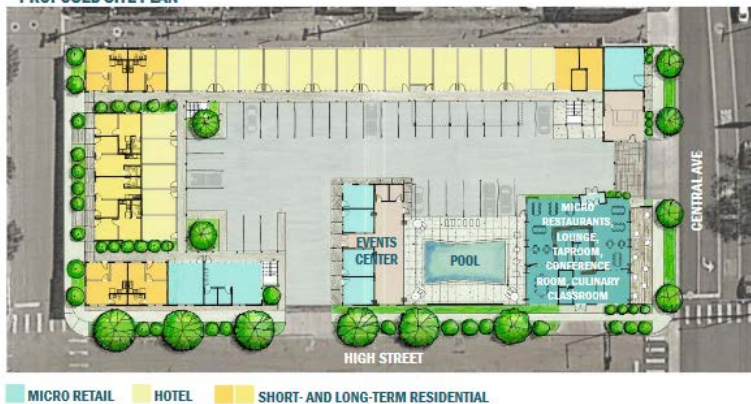 PROPOSED SITE PLAN
CENTRAL AVE
EVENTS
CENTER
POOL
MICRO
RESTAURANTS,
LOUNGE,
TAPROOM,
CONFERENCE
ROOM, CULINARY
CLASSROOM
HIGH STREET
MICRO RETAIL
HOTEL
SHORT- AND LONG-TERM RESIDENTIAL